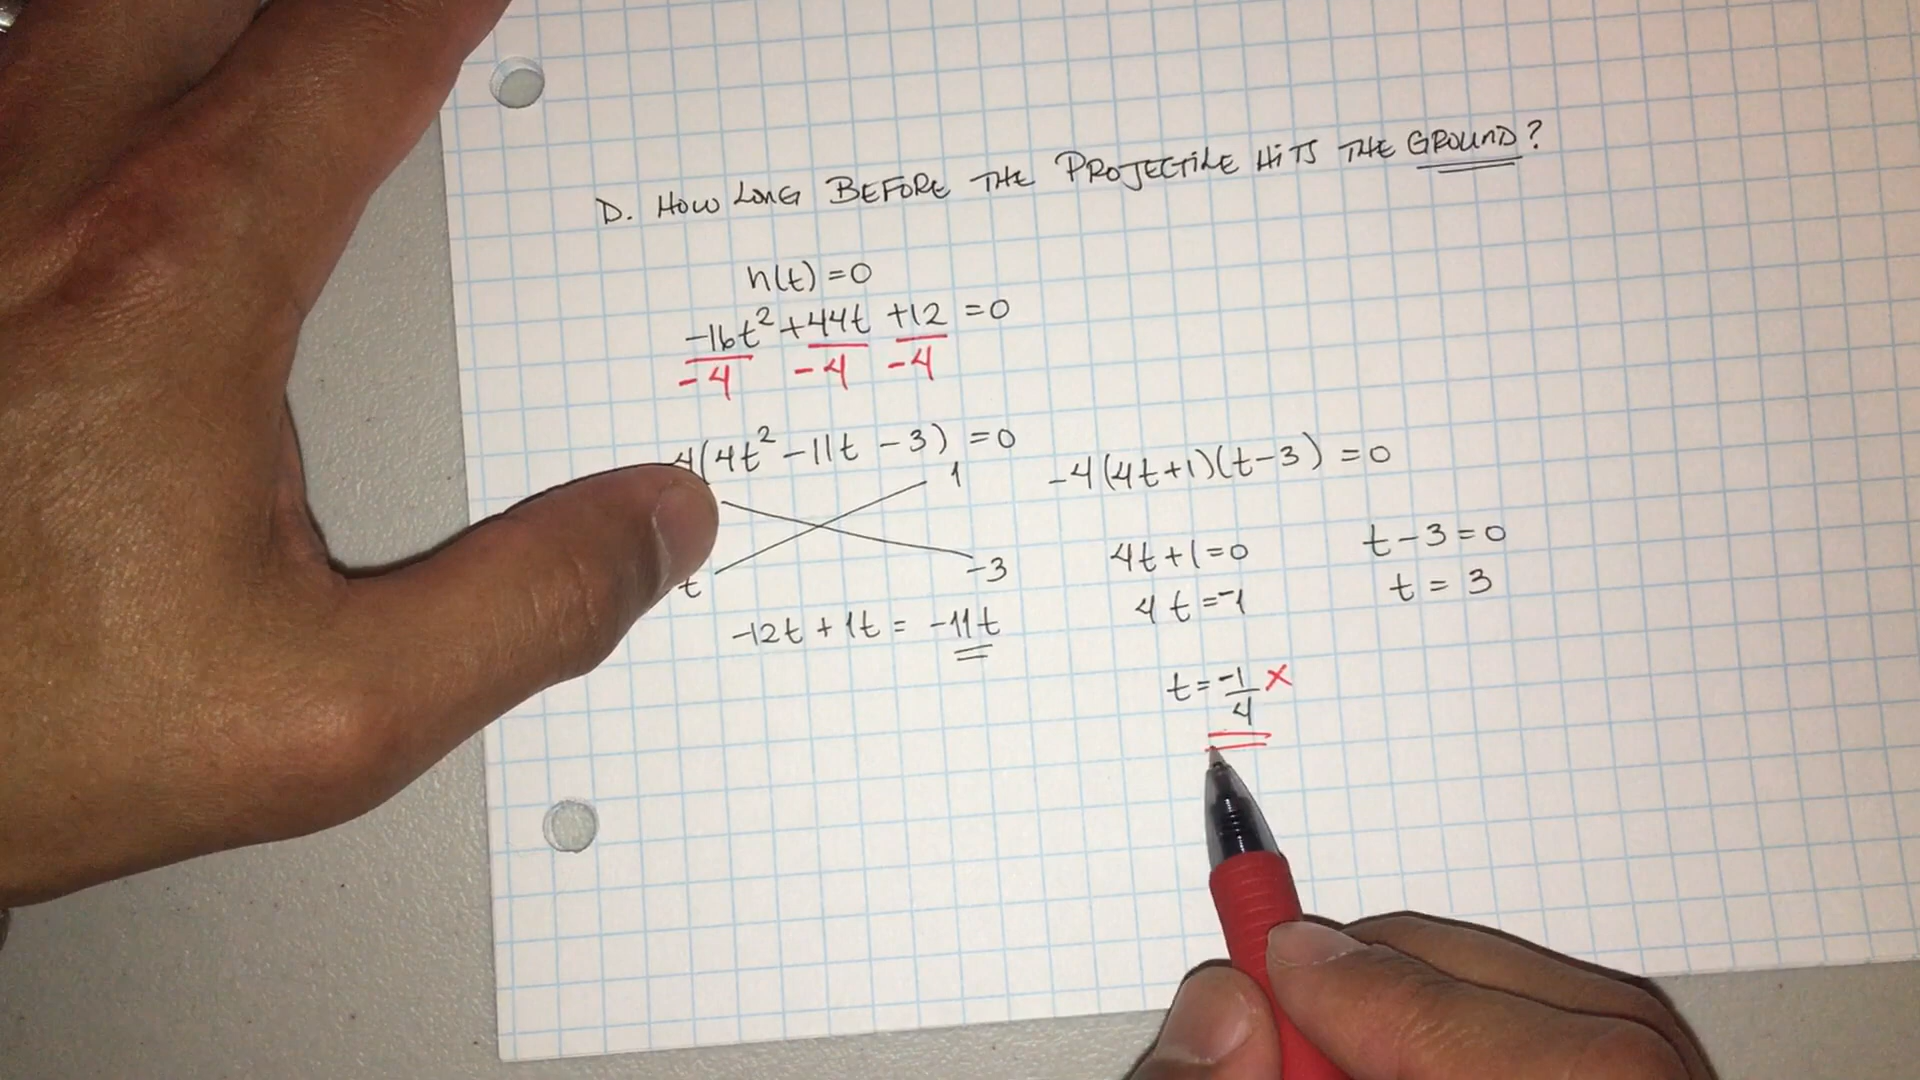 D. HOW LONG BEFORE THE PROJECTILE HITS THE GROUND?
h(t) = 0
-16t² + 44t + 12 = 0
-4 -4 -4
4(4t² - 11t - 3) = 0
1
t -3
-12t + 1t = -11t
-4(4t+1)(t-3) = 0
4t + 1 = 0
4t = -1
t = -1/4 ×
t - 3 = 0
t = 3